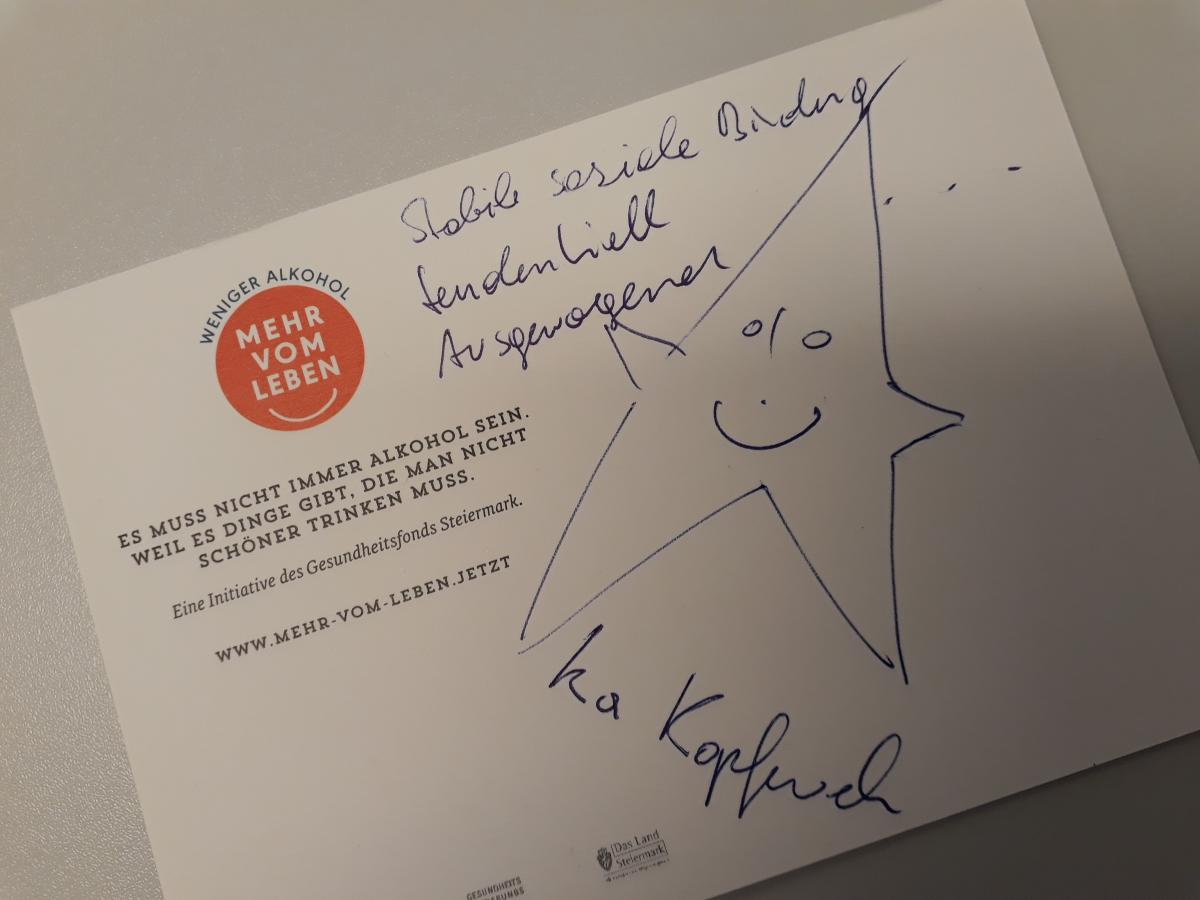 Stabile soziale Bindung
tendentiell
Ausgewogener
...
WENIGER ALKOHOL
MEHR
VOM
LEBEN
ES MUSS NICHT IMMER ALKOHOL SEIN.
WEIL ES DINGE GIBT, DIE MAN NICHT
SCHÖNER TRINKEN MUSS.
Eine Initiative des Gesundheitsfonds Steiermark.
WWW.MEHR-VOM-LEBEN.JETZT
ka Kopfweh
Das Land
Steiermark
GESUNDHEITS